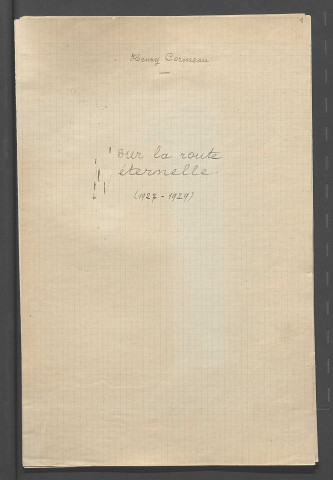 Henry Cormeau
Sur la route
éternelle.
(1927-1929)